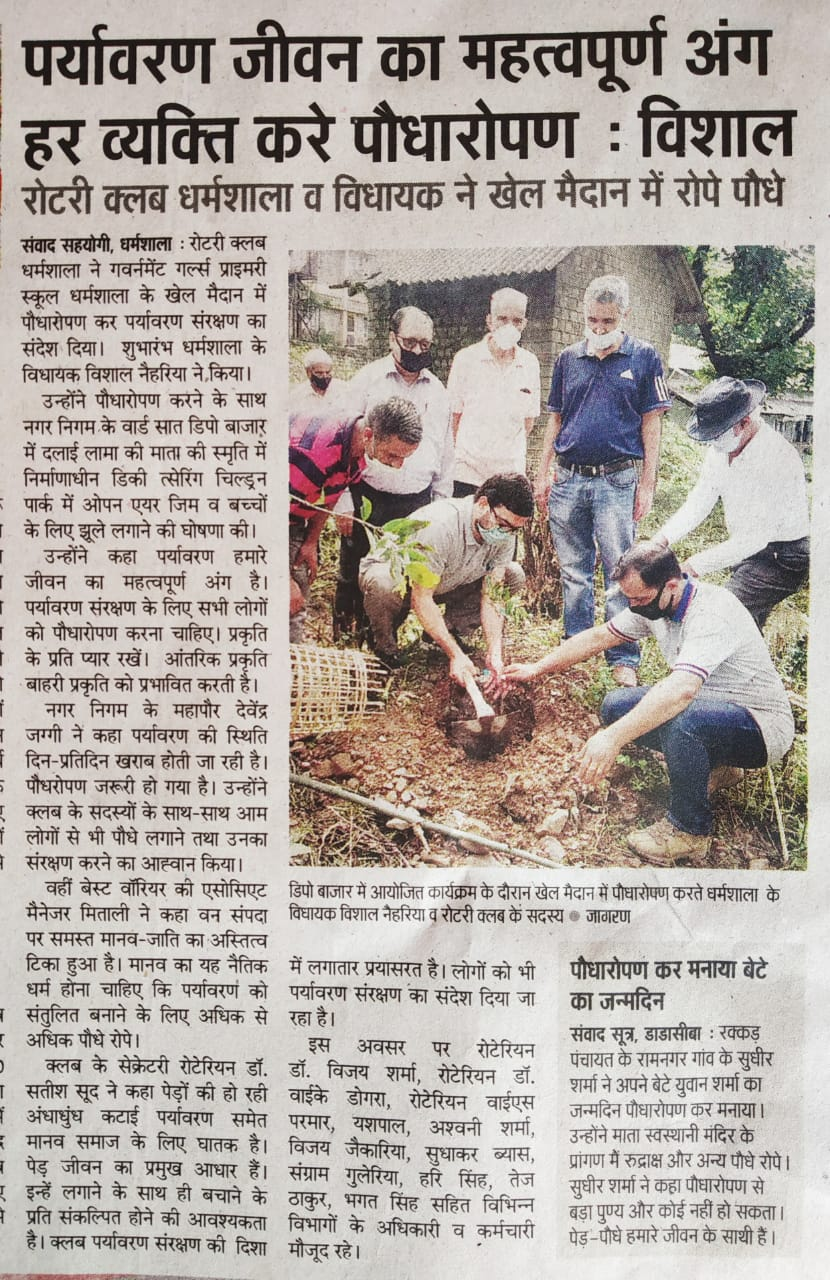 पर्यावरण जीवन का महत्वपूर्ण अंग
हर व्यक्ति करे पौधारोपण : विशाल
रोटरी क्लब धर्मशाला व विधायक ने खेल मैदान में रोपे पौधे
संवाद सहयोगी, धर्मशाला : रोटरी क्लब
धर्मशाला ने गवर्नमेंट गर्ल्स प्राइमरी
स्कूल धर्मशाला के खेल मैदान में
पौधारोपण कर पर्यावरण संरक्षण का
संदेश दिया। शुभारंभ धर्मशाला के
विधायक विशाल नैहरिया ने किया।
उन्होंने पौधारोपण करने के साथ
नगर निगम के वार्ड सात डिपो बाजार
में दलाई लामा की माता की स्मृति में
निर्माणाधीन डिकी त्सेरिंग चिल्ड्रन
पार्क में ओपन एयर जिम व बच्चों
के लिए झूले लगाने की घोषणा की।
उन्होंने कहा पर्यावरण हमारे
जीवन का महत्वपूर्ण अंग है।
पर्यावरण संरक्षण के लिए सभी लोगों
को पौधारोपण करना चाहिए। प्रकृति
के प्रति प्यार रखें। आंतरिक प्रकृति
बाहरी प्रकृति को प्रभावित करती है।
नगर निगम के महापौर देवेंद्र
जग्गी ने कहा पर्यावरण की स्थिति
दिन-प्रतिदिन खराब होती जा रही है।
पौधरोपण जरूरी हो गया है। उन्होंने
क्लब के सदस्यों के साथ-साथ आम
लोगों से भी पौधे लगाने तथा उनका
संरक्षण करने का आह्वान किया।
वहीं बेस्ट वॉरियर की एसोसिएट
मैनेजर मिताली ने कहा वन संपदा
पर समस्त मानव-जाति का अस्तित्व
टिका हुआ है। मानव का यह नैतिक
धर्म होना चाहिए कि पर्यावरण को
संतुलित बनाने के लिए अधिक से
अधिक पौधे रोपे।
क्लब के सेक्रेटरी रोटेरियन डॉ.
सतीश सूद ने कहा पेड़ों की हो रही
अंधाधुंध कटाई पर्यावरण समेत
मानव समाज के लिए घातक है।
पेड़ जीवन का प्रमुख आधार हैं।
इन्हें लगाने के साथ ही बचाने के
प्रति संकल्पित होने की आवश्यकता
है। क्लब पर्यावरण संरक्षण की दिशा
डिपो बाजार में आयोजित कार्यक्रम के दौरान खेल मैदान में पौधारोपण करते धर्मशाला के
विधायक विशाल नैहरिया व रोटरी क्लब के सदस्य ● जागरण
में लगातार प्रयासरत है। लोगों को भी
पर्यावरण संरक्षण का संदेश दिया जा
रहा है।
इस अवसर पर रोटेरियन
डॉ. विजय शर्मा, रोटेरियन डॉ.
वाईके डोगरा, रोटेरियन वाईएस
परमार, यशपाल, अश्वनी शर्मा,
विजय जैकारिया, सुधाकर ब्यास,
संग्राम गुलेरिया, हरि सिंह, तेज
ठाकुर, भगत सिंह सहित विभिन्न
विभागों के अधिकारी व कर्मचारी
मौजूद रहे।
पौधारोपण कर मनाया बेटे
का जन्मदिन
संवाद सूत्र, डाडासीबा : रक्कड़
पंचायत के रामनगर गांव के सुधीर
शर्मा ने अपने बेटे युवान शर्मा का
जन्मदिन पौधारोपण कर मनाया।
उन्होंने माता स्वस्थानी मंदिर के
प्रांगण मैं रुद्राक्ष और अन्य पौधे रोपे।
सुधीर शर्मा ने कहा पौधारोपण से
बड़ा पुण्य और कोई नहीं हो सकता।
पेड़-पौधे हमारे जीवन के साथी हैं।